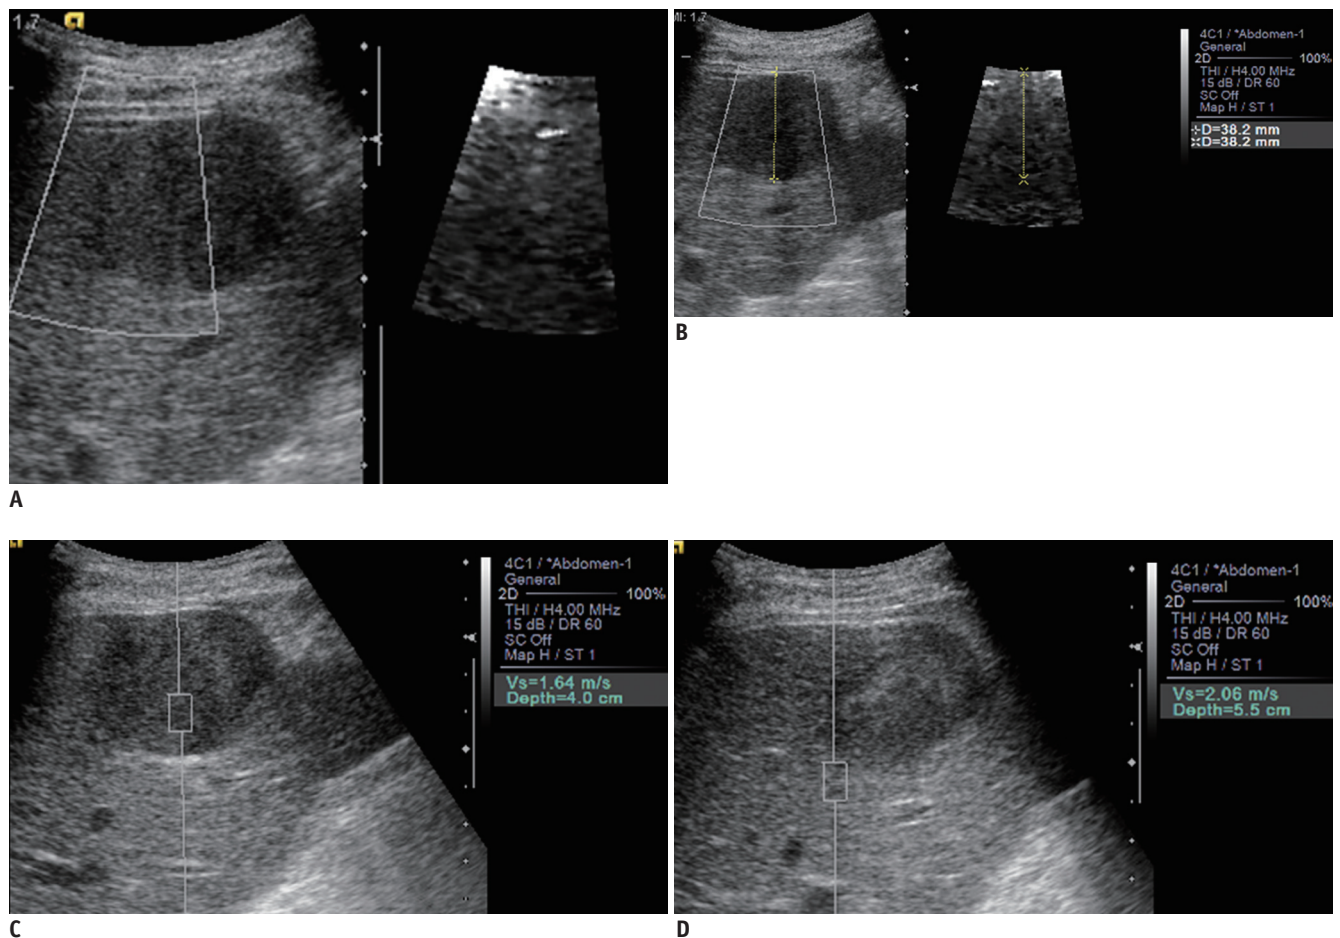 1.7
A
MI: 1.7
4C1 / *Abdomen-1
General
2D 100%
THI / H4.00 MHz
15 dB / DR 60
SC Off
Map H / ST 1
D=38.2 mm
D=38.2 mm
B
4C1 / *Abdomen-1
General
2D 100%
THI / H4.00 MHz
15 dB / DR 60
SC Off
Map H / ST 1
Vs=1.64 m/s
Depth=4.0 cm
C
4C1 / *Abdomen-1
General
2D 100%
THI / H4.00 MHz
15 dB / DR 60
SC Off
Map H / ST 1
Vs=2.06 m/s
Depth=5.5 cm
D